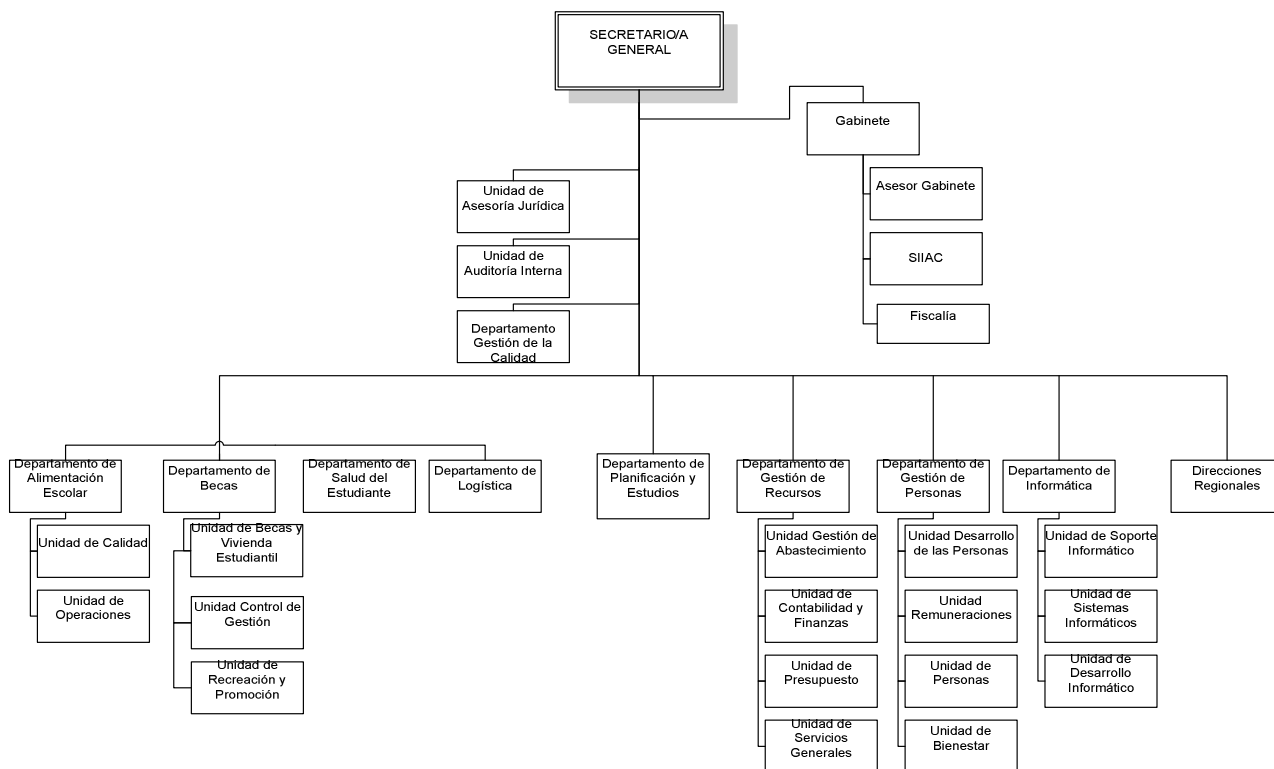 SECRETARIO/A
GENERAL
Gabinete
Asesor Gabinete
SIIAC
Fiscalía
Unidad de
Asesoría Jurídica
Unidad de
Auditoría Interna
Departamento
Gestión de la
Calidad
Departamento de
Alimentación
Escolar
Unidad de Calidad
Unidad de
Operaciones
Departamento de
Becas
Unidad de Becas y
Vivienda
Estudiantil
Unidad Control de
Gestión
Unidad de
Recreación y
Promoción
Departamento de
Salud del
Estudiante
Departamento de
Logística
Departamento de
Planificación y
Estudios
Departamento de
Gestión de
Recursos
Unidad Gestión de
Abastecimiento
Unidad de
Contabilidad y
Finanzas
Unidad de
Presupuesto
Unidad de
Servicios
Generales
Departamento de
Gestión de
Personas
Unidad Desarrollo
de las Personas
Unidad
Remuneraciones
Unidad de
Personas
Unidad de
Bienestar
Departamento de
Informática
Unidad de Soporte
Informático
Unidad de
Sistemas
Informáticos
Unidad de
Desarrollo
Informático
Direcciones
Regionales